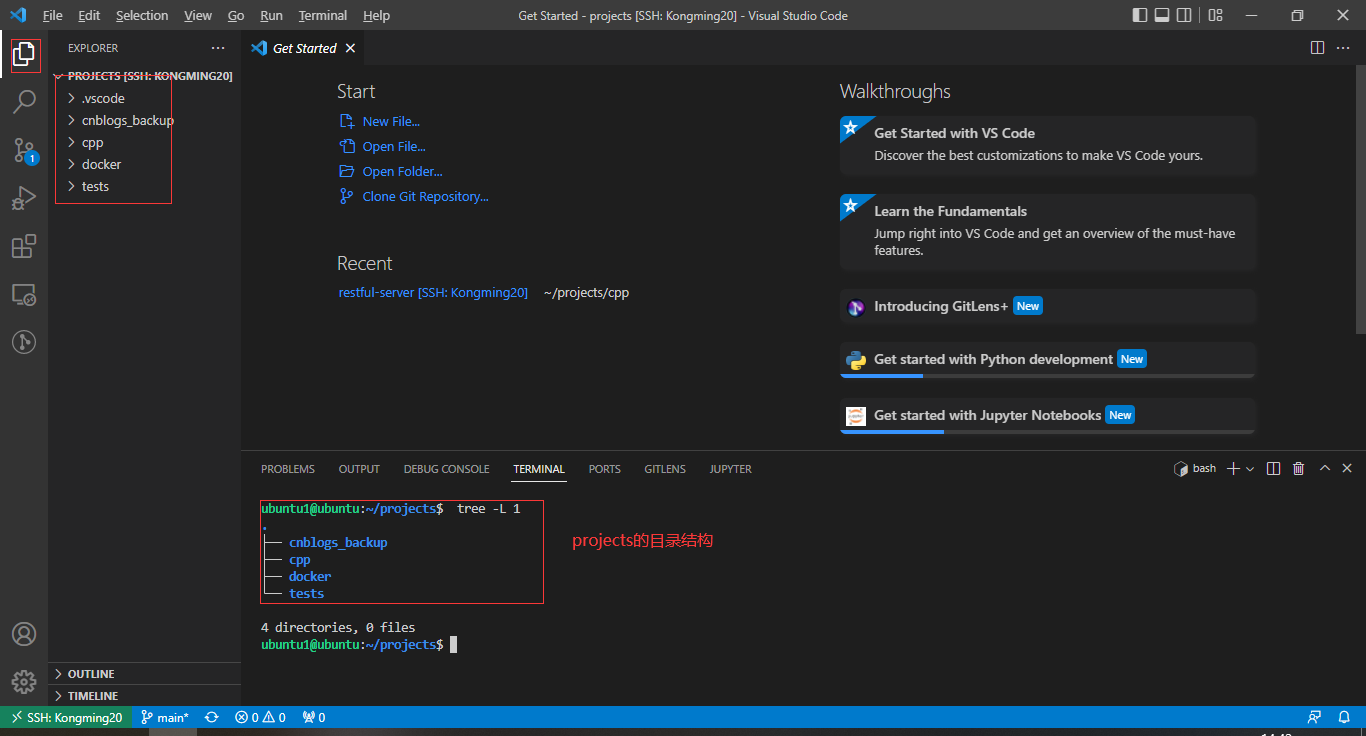 File Edit Selection View Go Run Terminal Help
Get Started - projects [SSH: Kongming20] - Visual Studio Code
EXPLORER
PROJECTS [SSH: KONGMING20]
.vscode
cnblogs_backup
cpp
docker
tests
OUTLINE
TIMELINE
Get Started
Start
New File...
Open File...
Open Folder...
Clone Git Repository...
Recent
restful-server [SSH: Kongming20] ~/projects/cpp
Walkthroughs
Get Started with VS Code
Discover the best customizations to make VS Code yours.
Learn the Fundamentals
Jump right into VS Code and get an overview of the must-have
features.
Introducing GitLens+ New
Get started with Python development New
Get started with Jupyter Notebooks New
PROBLEMS OUTPUT DEBUG CONSOLE TERMINAL PORTS GITLENS JUPYTER
bash
ubuntu1@ubuntu:~/projects$ tree -L 1
.
├── cnblogs_backup
├── cpp
├── docker
└── tests
projects的目录结构
4 directories, 0 files
ubuntu1@ubuntu:~/projects$
1
SSH: Kongming20 main* 0 0 0